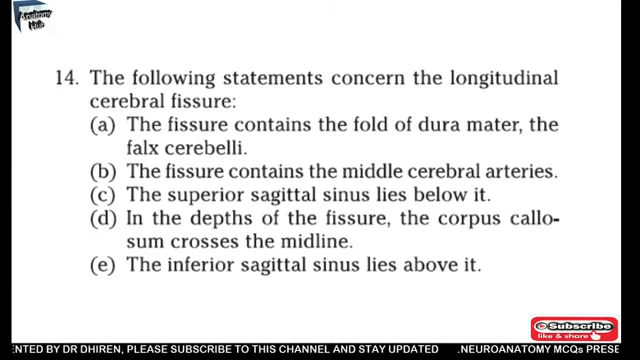 Anatomy
Hub
14. The following statements concern the longitudinal
cerebral fissure:
(a) The fissure contains the fold of dura mater, the
falx cerebelli.
(b) The fissure contains the middle cerebral arteries.
(c) The superior sagittal sinus lies below it.
(d) In the depths of the fissure, the corpus callo-
sum crosses the midline.
(e) The inferior sagittal sinus lies above it.
Subscribe
like & share
ENTED BY DR DHIREN, PLEASE SUBSCRIBE TO THIS CHANNEL AND STAY UPDATED .NEUROANATOMY MCQs PRESE